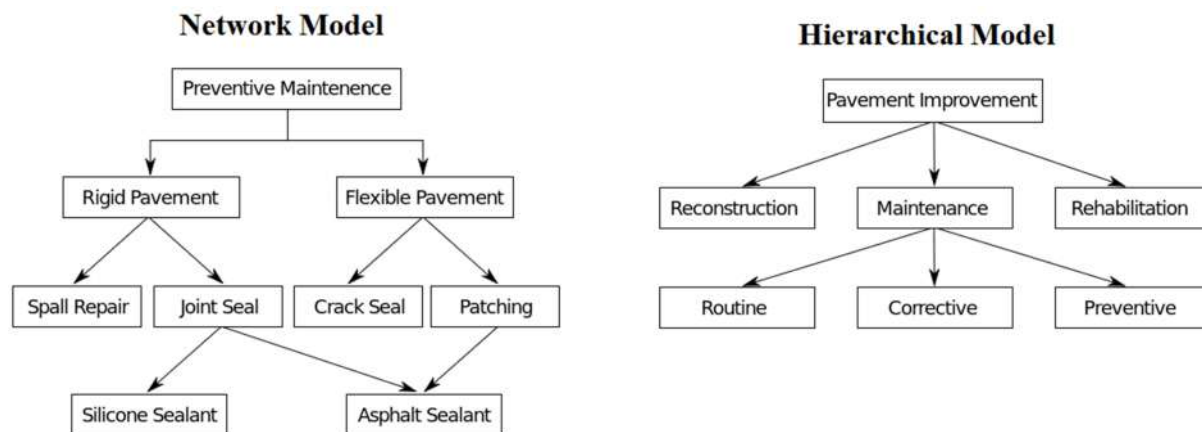 Network Model
Preventive Maintenence
Rigid Pavement
Flexible Pavement
Spall Repair
Joint Seal
Crack Seal
Patching
Silicone Sealant
Asphalt Sealant
Hierarchical Model
Pavement Improvement
Reconstruction
Maintenance
Rehabilitation
Routine
Corrective
Preventive